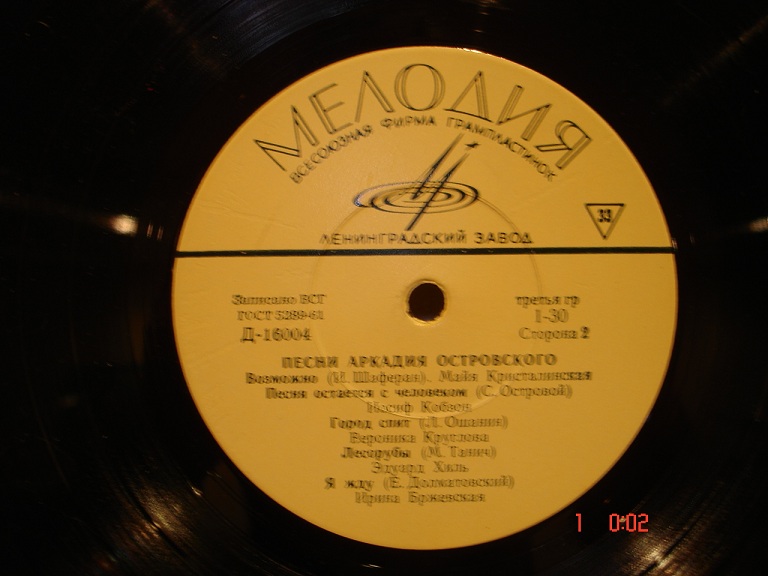 МЕЛОДИЯ
ВСЕСОЮЗНАЯ ФИРМА ГРАМПЛАСТИНОК
33
ЛЕНИНГРАДСКИЙ ЗАВОД
Записано ВСГ
ГОСТ 5289-61
Д-16004
третья гр
1-30
Сторона 2
ПЕСНИ АРКАДИЯ ОСТРОВСКОГО
Возможно (И. Шаферан). Майя Кристалинская
Песня остается с человеком (С. Островой)
Иосиф Кобзон
Город спит (Л. Ошанин)
Вероника Круглова
Лесорубы (М. Танич)
Эдуард Хиль
Я жду (Е. Долматовский)
Ирина Бржевская
1 0:02